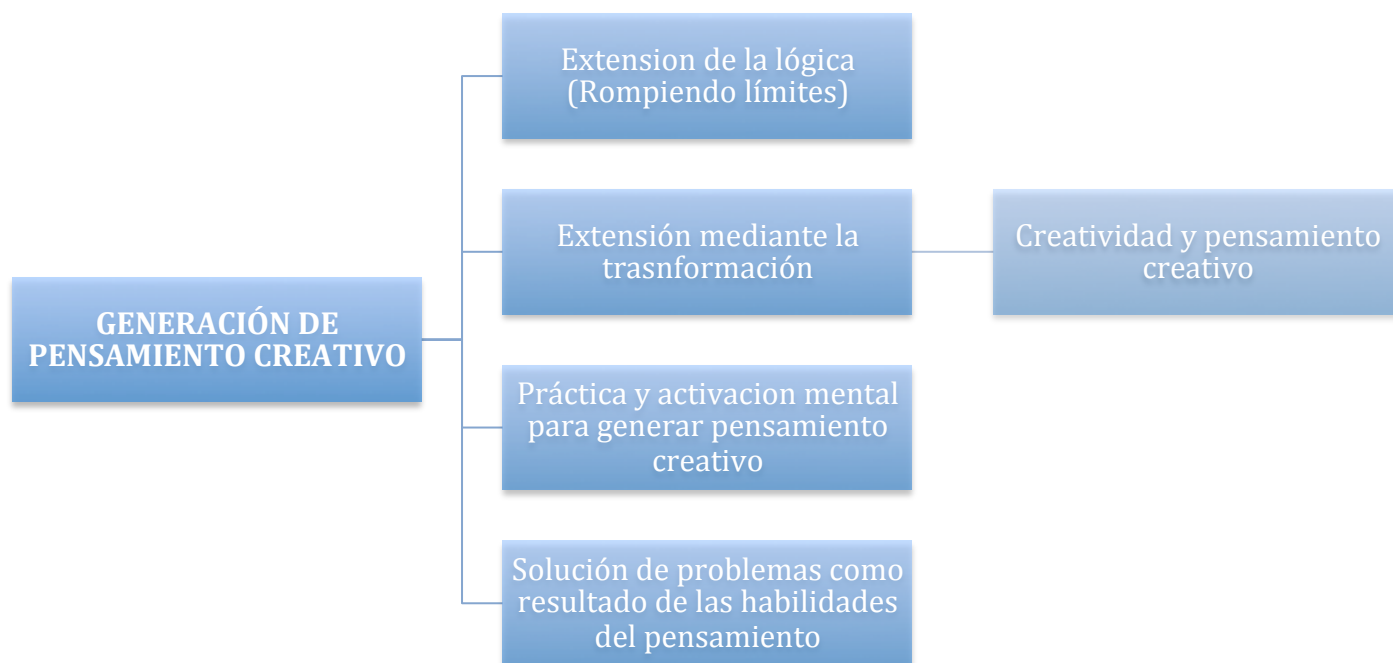 Extension de la lógica
(Rompiendo límites)
Extensión mediante la
trasnformación
Creatividad y pensamiento
creativo
GENERACIÓN DE
PENSAMIENTO CREATIVO
Práctica y activacion mental
para generar pensamiento
creativo
Solución de problemas como
resultado de las habilidades
del pensamiento